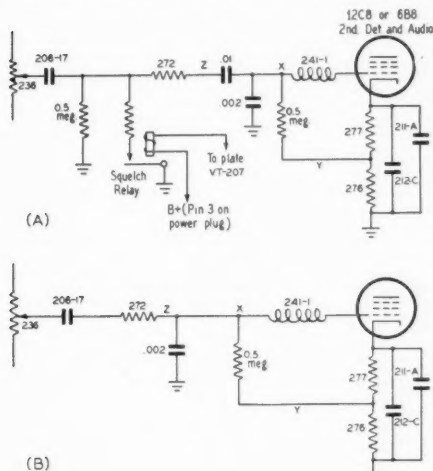 12C8 or 6B8
2nd. Det and Audio
206-17
272
Z
.01
X
241-1
236
0.5
meg.
.002
0.5
meg.
277
211-A
Y
To plate
VT-207
Squelch
Relay
276
212-C
B+(Pin 3 on
power plug)
(A)
206-17
272
Z
X
241-1
236
.002
0.5
meg.
277
211-A
Y
276
212-C
(B)